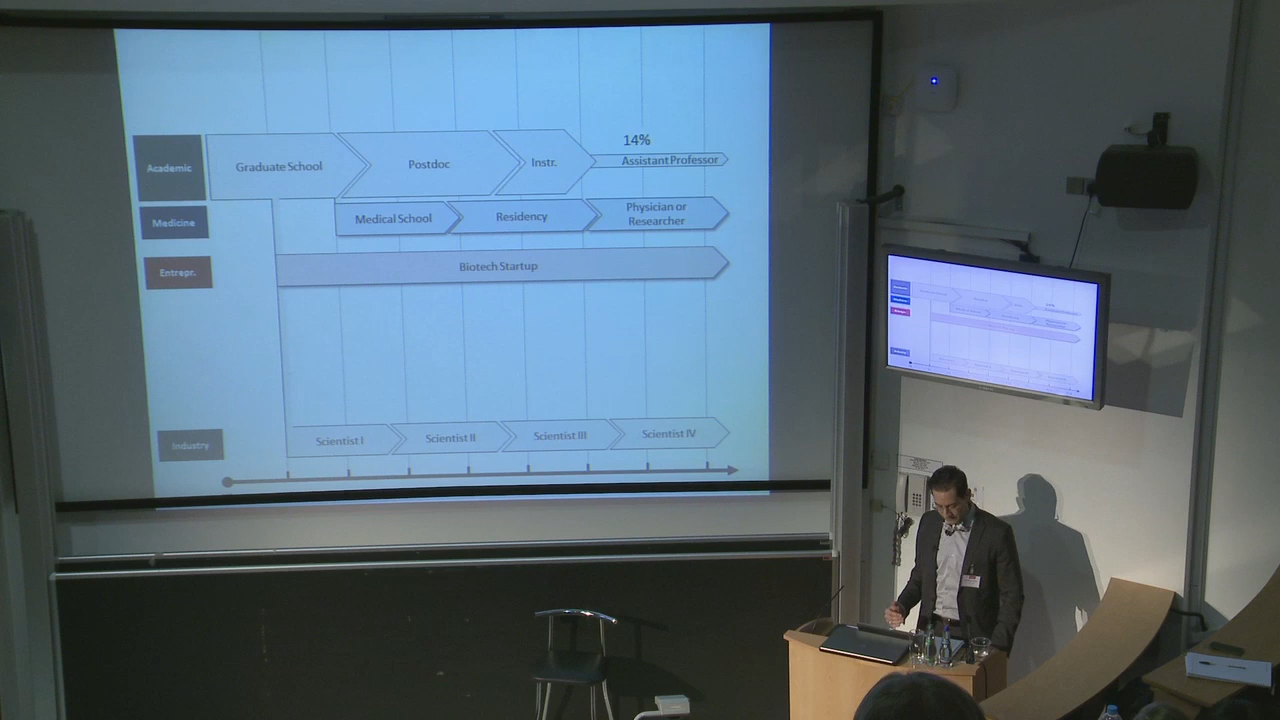 14%
Academic
Graduate School
Postdoc
Instr.
Assistant Professor
Medicine
Medical School
Residency
Physician or
Researcher
Entrepr.
Biotech Startup
Industry
Scientist I
Scientist II
Scientist III
Scientist IV